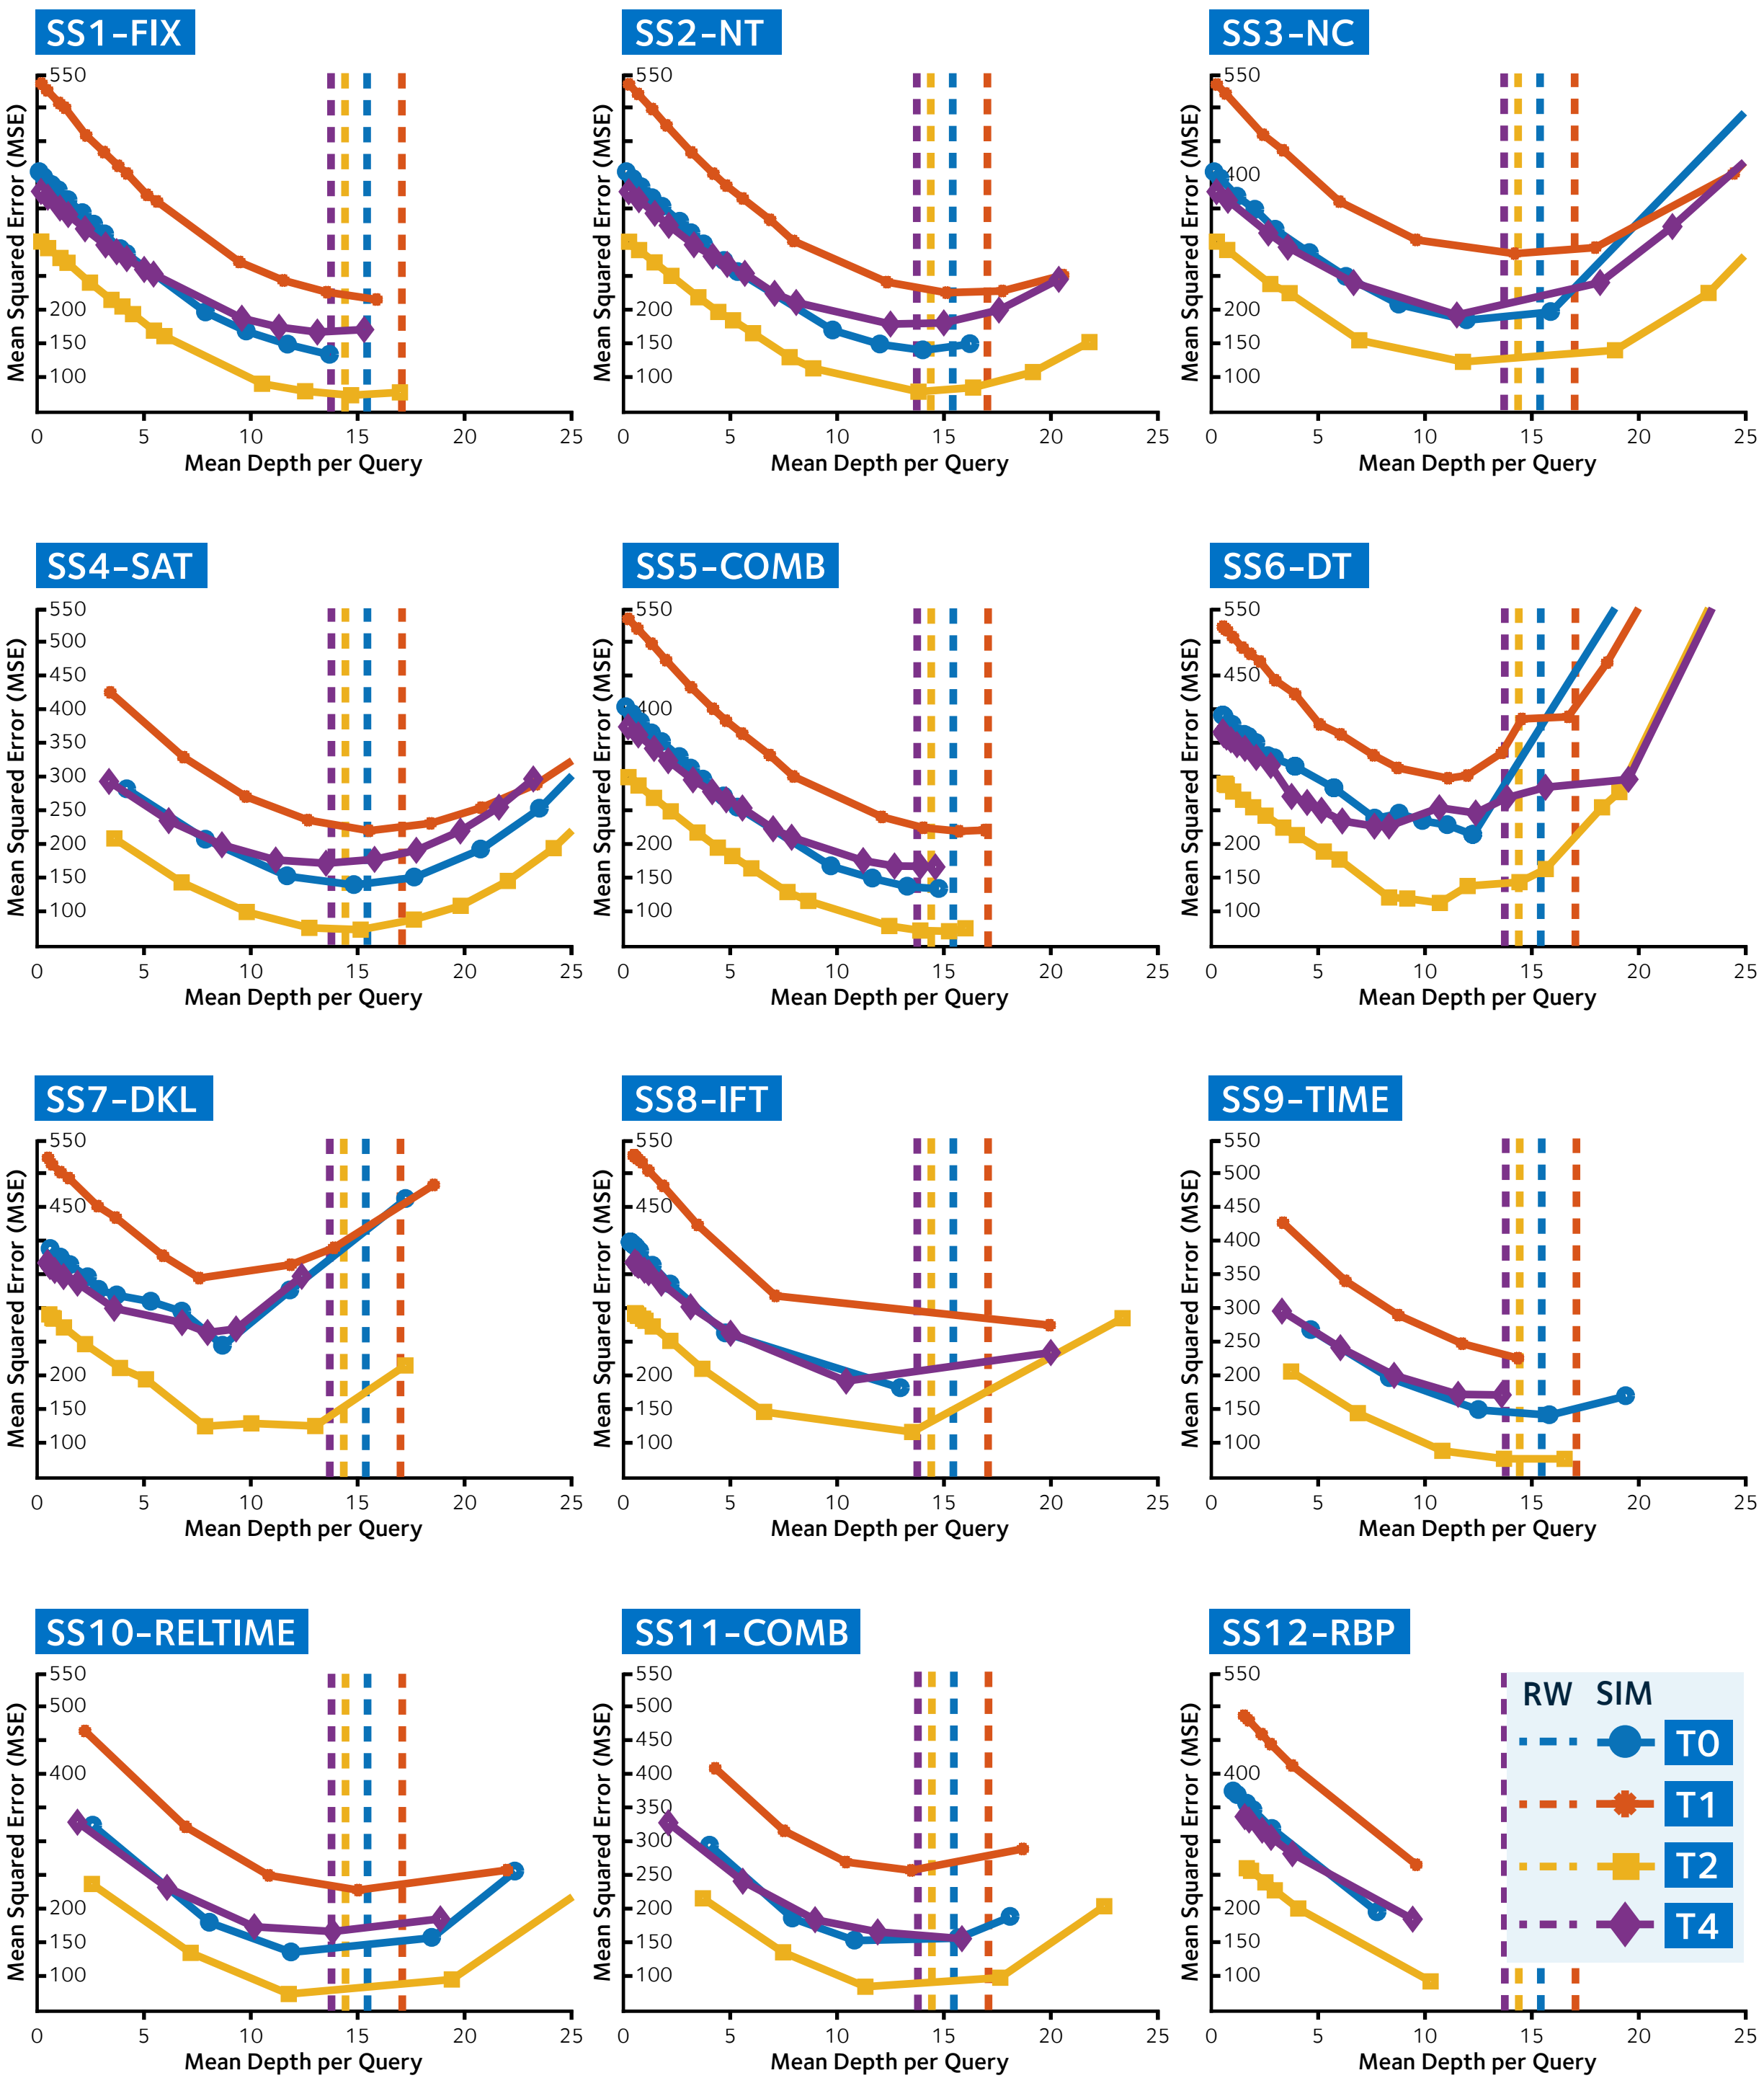 SS1-FIX
Mean Squared Error (MSE)
550
200
150
100
0 5 10 15 20 25
Mean Depth per Query
SS2-NT
Mean Squared Error (MSE)
550
200
150
100
0 5 10 15 20 25
Mean Depth per Query
SS3-NC
Mean Squared Error (MSE)
550
400
200
150
100
0 5 10 15 20 25
Mean Depth per Query
SS4-SAT
Mean Squared Error (MSE)
550
500
450
400
350
300
250
200
150
100
0 5 10 15 20 25
Mean Depth per Query
SS5-COMB
Mean Squared Error (MSE)
550
400
200
150
100
0 5 10 15 20 25
Mean Depth per Query
SS6-DT
Mean Squared Error (MSE)
550
450
200
150
100
0 5 10 15 20 25
Mean Depth per Query
SS7-DKL
Mean Squared Error (MSE)
550
450
200
150
100
0 5 10 15 20 25
Mean Depth per Query
SS8-IFT
Mean Squared Error (MSE)
550
450
200
150
100
0 5 10 15 20 25
Mean Depth per Query
SS9-TIME
Mean Squared Error (MSE)
550
500
450
400
350
300
250
200
150
100
0 5 10 15 20 25
Mean Depth per Query
SS10-RELTIME
Mean Squared Error (MSE)
550
500
450
400
200
150
100
0 5 10 15 20 25
Mean Depth per Query
SS11-COMB
Mean Squared Error (MSE)
550
500
450
400
350
300
250
200
150
100
0 5 10 15 20 25
Mean Depth per Query
SS12-RBP
Mean Squared Error (MSE)
550
500
450
400
200
150
100
0 5 10 15 20 25
Mean Depth per Query
RW SIM
T0
T1
T2
T4